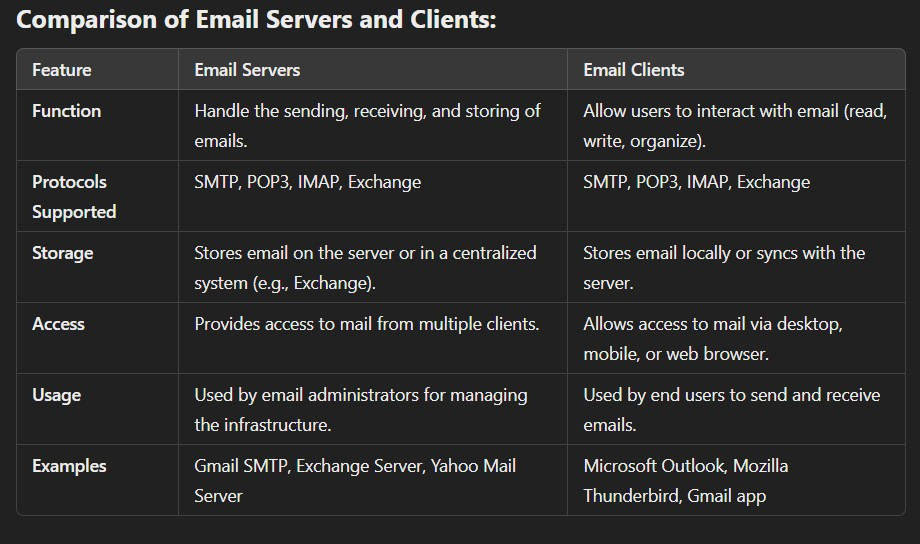 Comparison of Email Servers and Clients:
Feature Email Servers Email Clients
Function Handle the sending, receiving, and storing of Allow users to interact with email (read,
emails. write, organize).
Protocols SMTP, POP3, IMAP, Exchange SMTP, POP3, IMAP, Exchange
Supported
Storage Stores email on the server or in a centralized Stores email locally or syncs with the
system (e.g., Exchange). server.
Access Provides access to mail from multiple clients. Allows access to mail via desktop,
mobile, or web browser.
Usage Used by email administrators for managing Used by end users to send and receive
the infrastructure. emails.
Examples Gmail SMTP, Exchange Server, Yahoo Mail Microsoft Outlook, Mozilla
Server Thunderbird, Gmail app